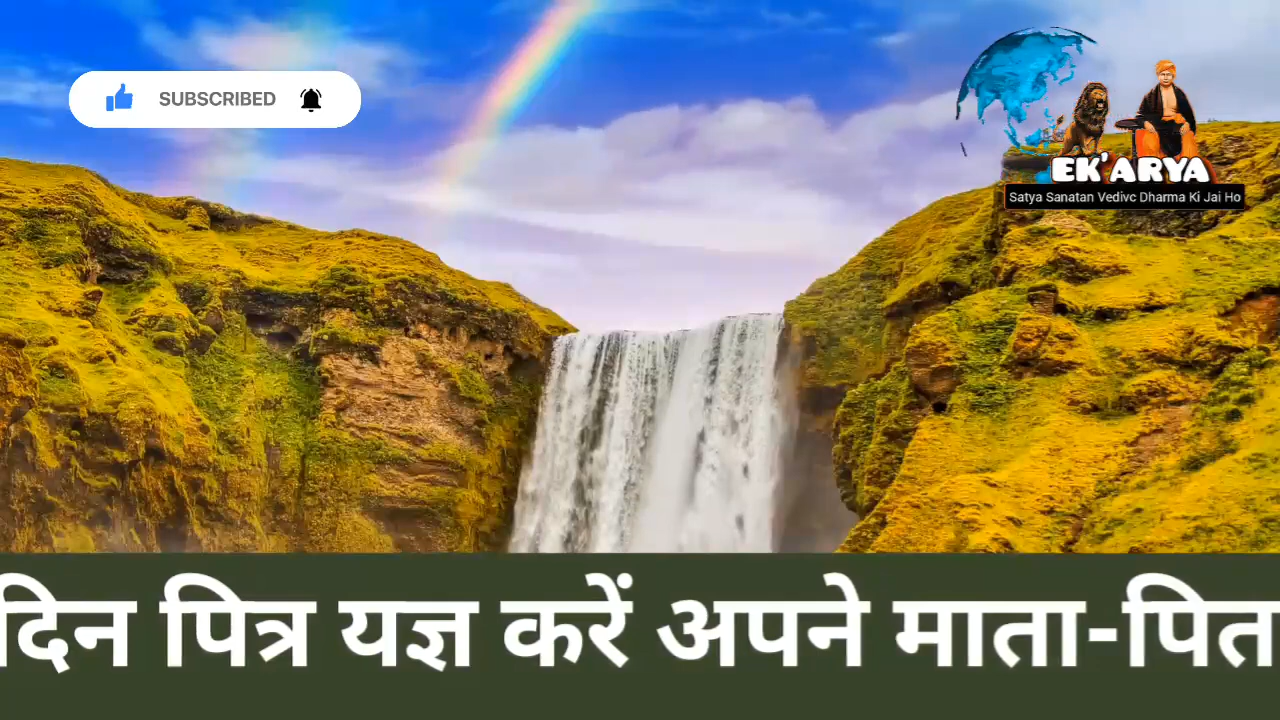 SUBSCRIBED
EK'ARYA
Satya Sanatan Vedivc Dharma Ki Jai Ho
दिन पित्र यज्ञ करें अपने माता-पित